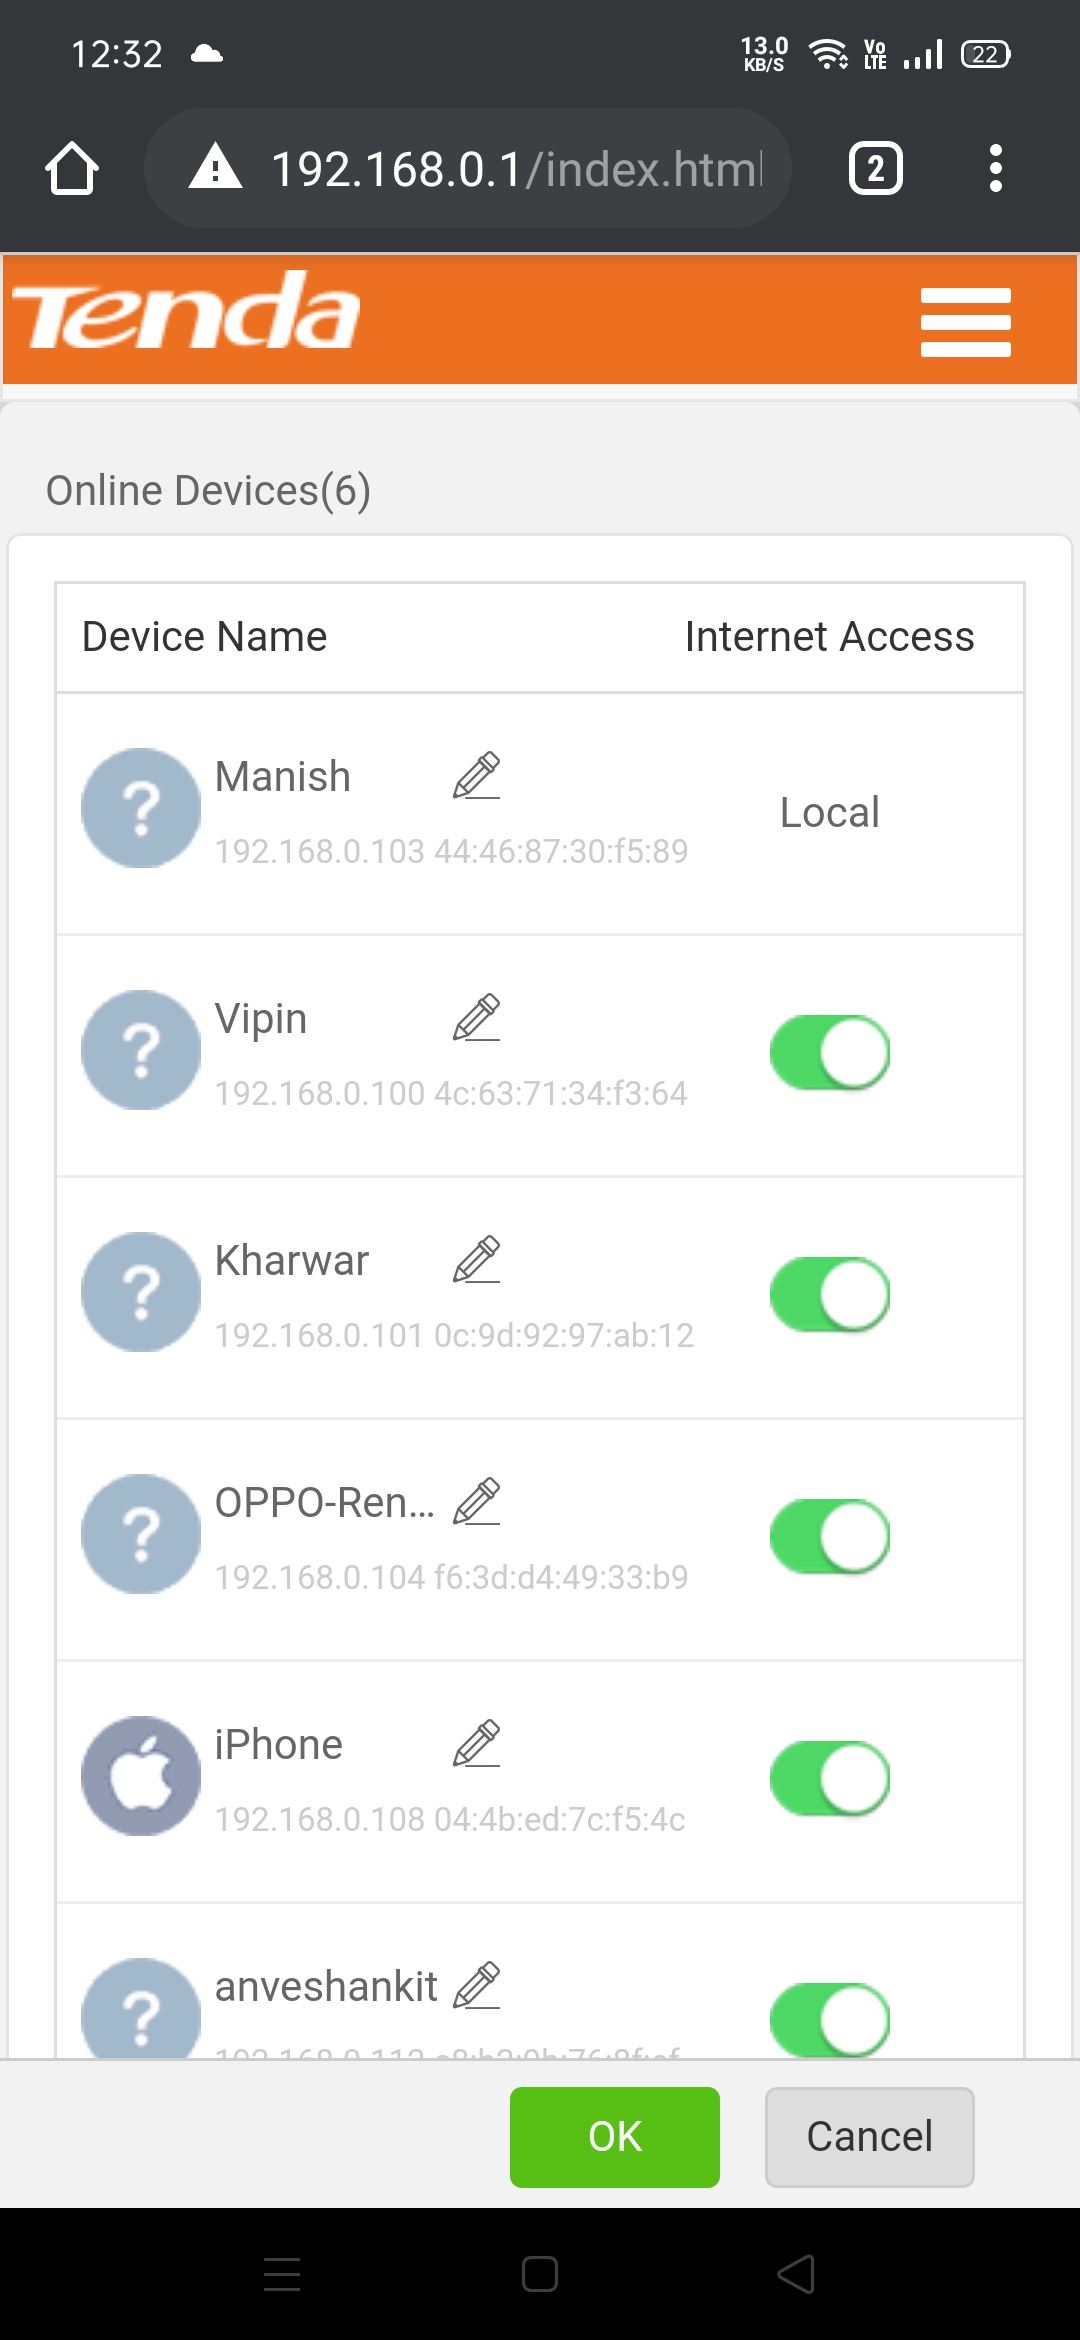 12:32
13.0 KB/S Vo LTE 22
192.168.0.1/index.html
2
Tenda
Online Devices(6)
Device Name Internet Access
Manish
192.168.0.103 44:46:87:30:f5:89
Local
Vipin
192.168.0.100 4c:63:71:34:f3:64
Kharwar
192.168.0.101 0c:9d:92:97:ab:12
OPPO-Ren...
192.168.0.104 f6:3d:d4:49:33:b9
iPhone
192.168.0.108 04:4b:ed:7c:f5:4c
anveshankit
OK Cancel